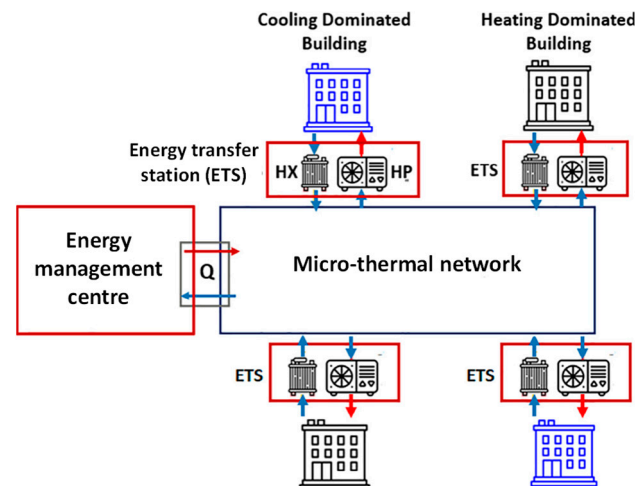 Cooling Dominated
Building
Heating Dominated
Building
Energy transfer
station (ETS)
HX
HP
ETS
Energy
management
centre
Q
Micro-thermal network
ETS
ETS